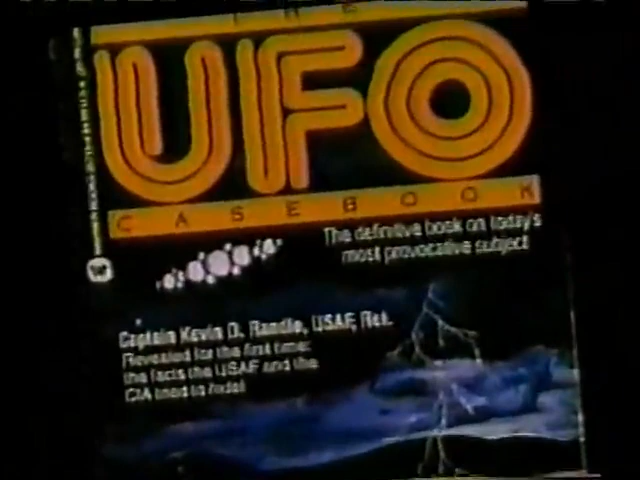 THE
UFO
CASEBOOK
The definitive book on today's
most provocative subject
Captain Kevin D. Randle, USAF, Ret.
Revealed for the first time:
the facts the USAF and the
CIA tried to hide!
W